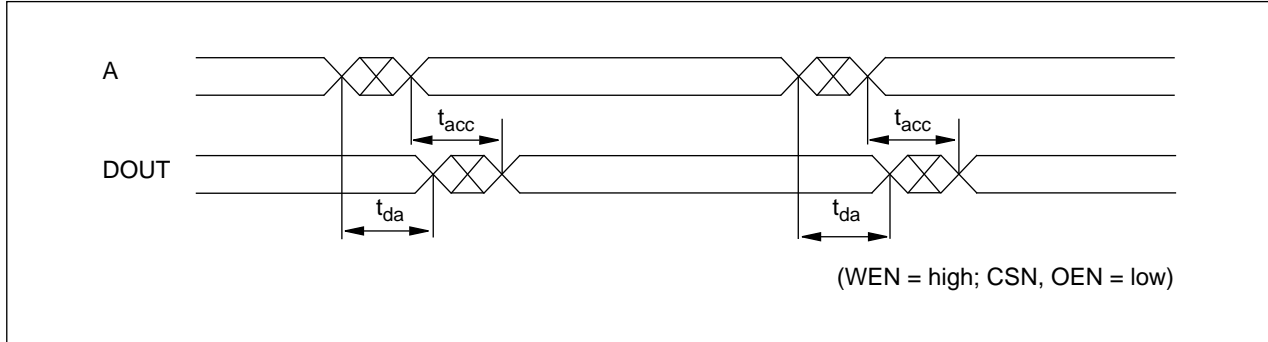 A
t_acc t_acc
DOUT
t_da t_da
(WEN = high; CSN, OEN = low)